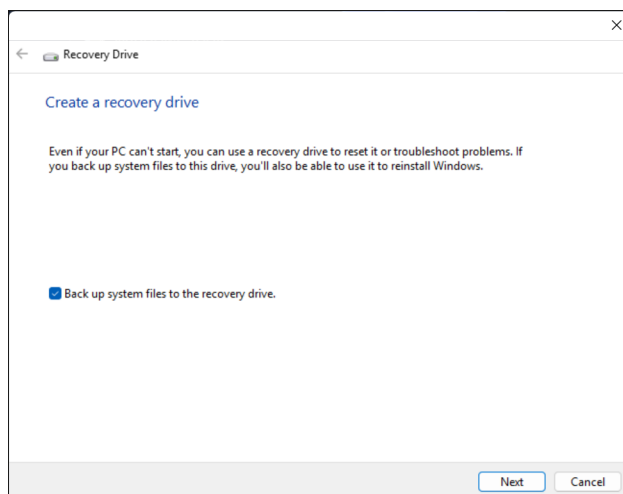 Recovery Drive
Create a recovery drive
Even if your PC can't start, you can use a recovery drive to reset it or troubleshoot problems. If
you back up system files to this drive, you'll also be able to use it to reinstall Windows.
Back up system files to the recovery drive.
Next Cancel